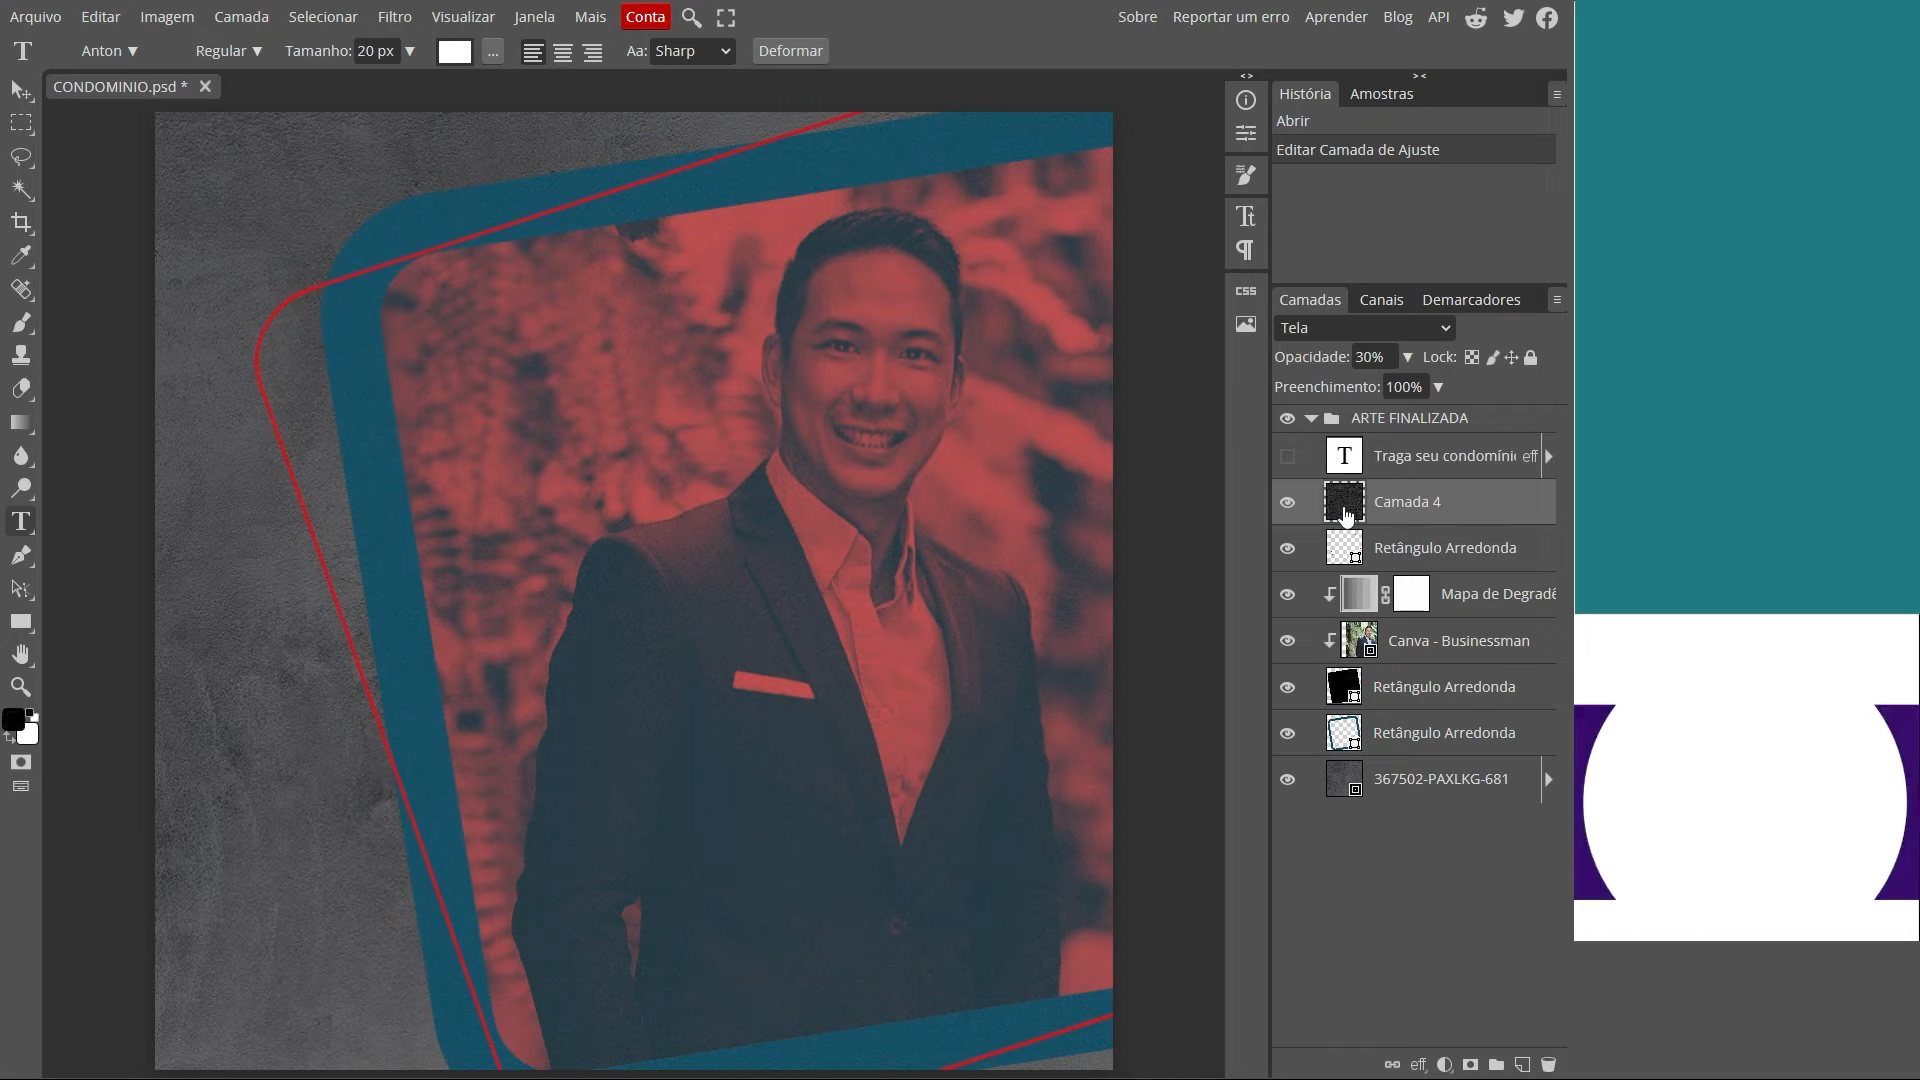 Arquivo Editar Imagem Camada Selecionar Filtro Visualizar Janela Mais Conta Sobre Reportar um erro Aprender Blog API
T Anton ▼ Regular ▼ Tamanho: 20 px ▼ ... Aa: Sharp Deformar
CONDOMINIO.psd *
< > > <
História Amostras
Abrir
Editar Camada de Ajuste
CSS
Camadas Canais Demarcadores
Tela
Opacidade: 30% ▼ Lock:
Preenchimento: 100% ▼
ARTE FINALIZADA
T Traga seu condomíni eff
Camada 4
Retângulo Arredonda
Mapa de Degradê
Canva - Businessman
Retângulo Arredonda
Retângulo Arredonda
367502-PAXLKG-681
eff